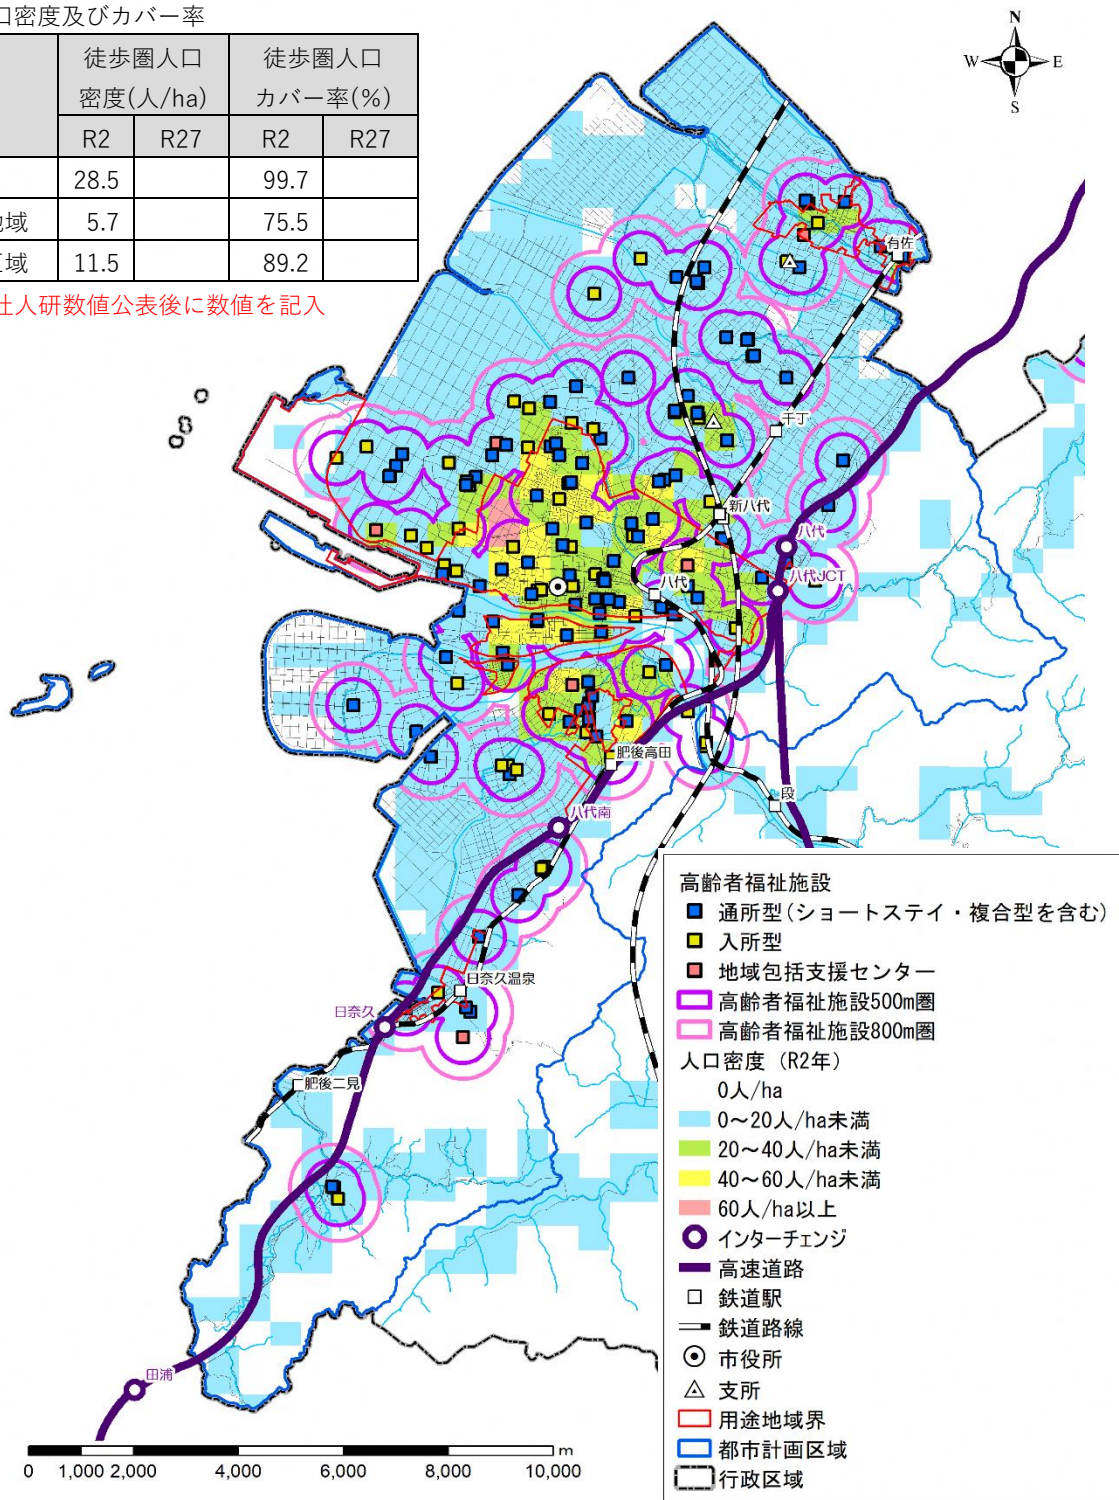 口密度及びカバー率
徒歩圏人口
密度(人/ha)
徒歩圏人口
カバー率(%)
R2 R27 R2 R27
28.5 99.7
域 5.7 75.5
域 11.5 89.2
社人研数値公表後に数値を記入
N
W E
S
有佐
千丁
新八代
八代
八代
八代JCT
肥後高田
段
八代南
日奈久温泉
日奈久
肥後二見
田浦
高齢者福祉施設
通所型(ショートステイ・複合型を含む)
入所型
地域包括支援センター
高齢者福祉施設500m圏
高齢者福祉施設800m圏
人口密度 (R2年)
0人/ha
0～20人/ha未満
20～40人/ha未満
40～60人/ha未満
60人/ha以上
インターチェンジ
高速道路
鉄道駅
鉄道路線
市役所
支所
用途地域界
都市計画区域
行政区域
0 1,000 2,000 4,000 6,000 8,000 10,000 m